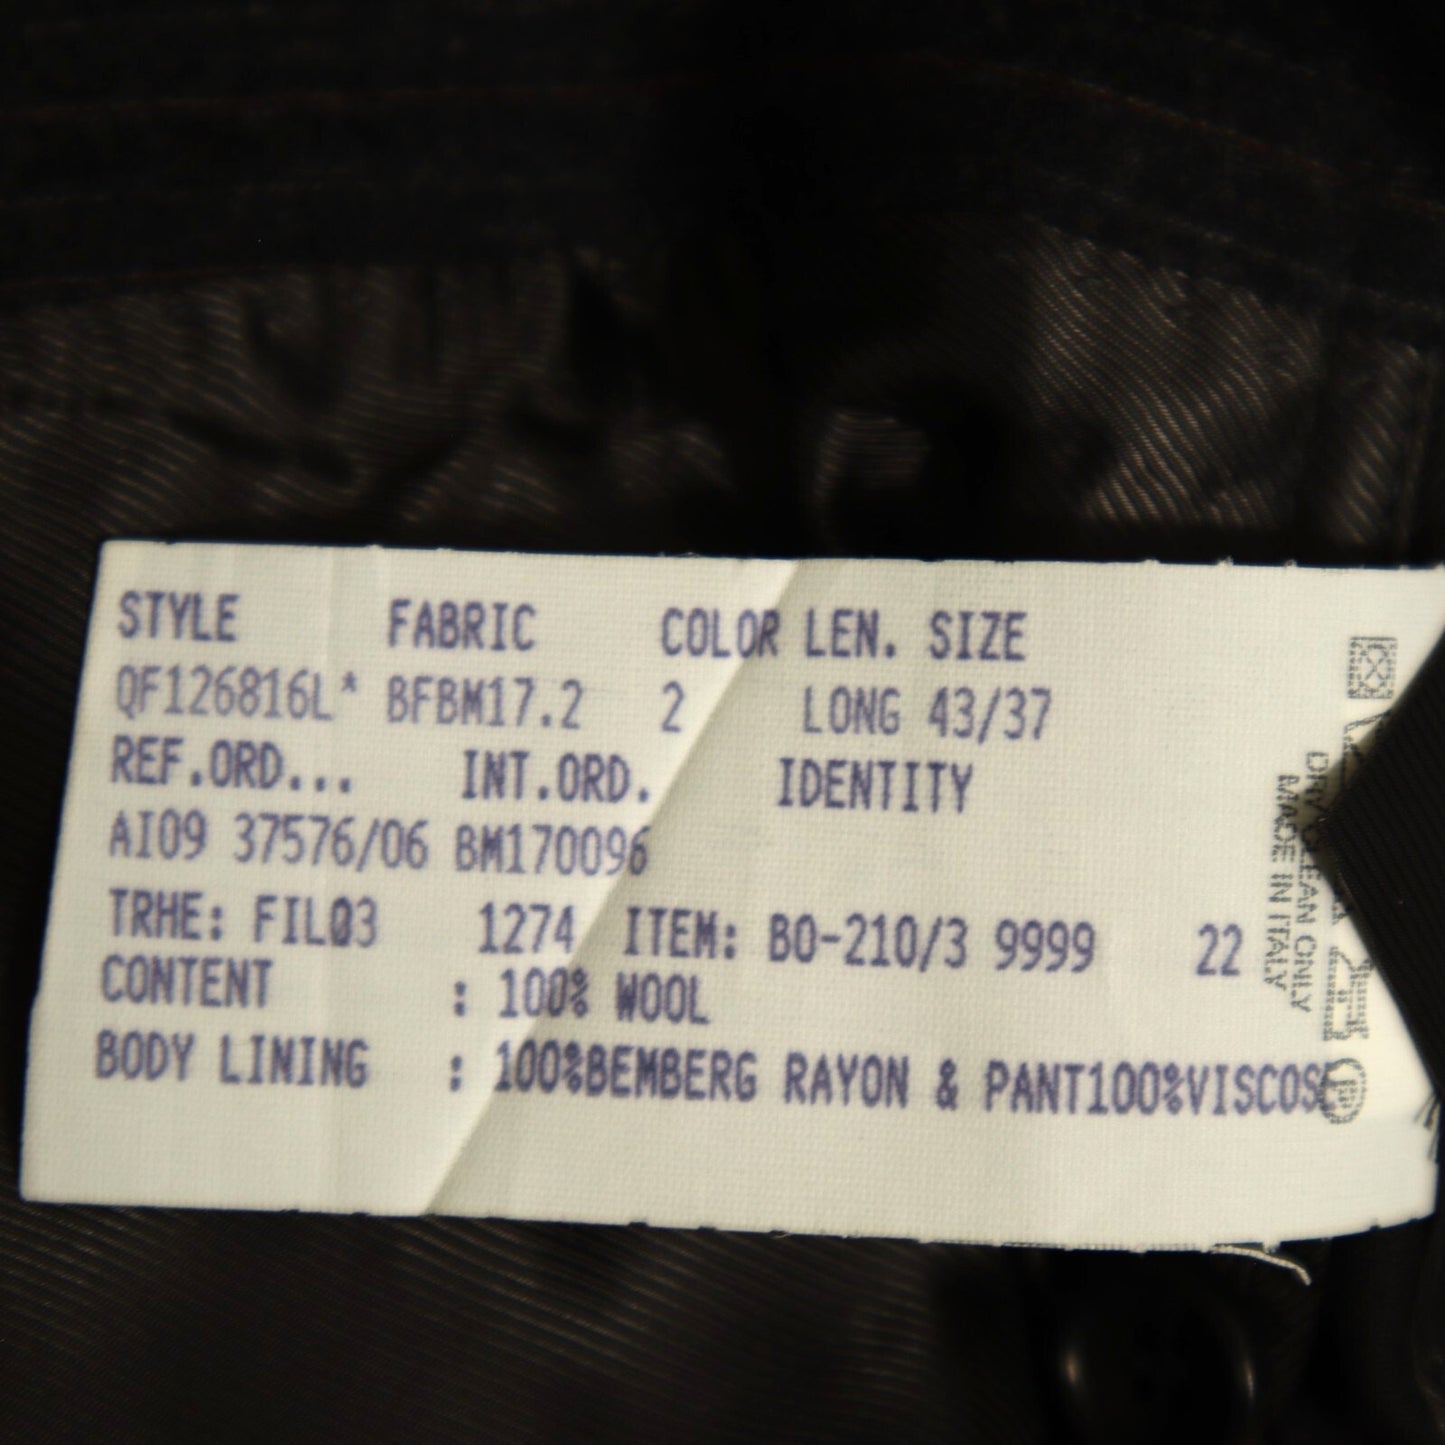 STYLE FABRIC COLOR LEN. SIZE
QF126816L* BFBM17.2 2 LONG 43/37
REF.ORD... INT.ORD. IDENTITY
AI09 37576/06 BM170096
TRHE: FILØ3 1274 ITEM: BO-210/3 9999 22
CONTENT : 100% WOOL
BODY LINING : 100%BEMBERG RAYON & PANT100%VISCOSE
DRY CLEAN ONLY
MADE IN ITALY